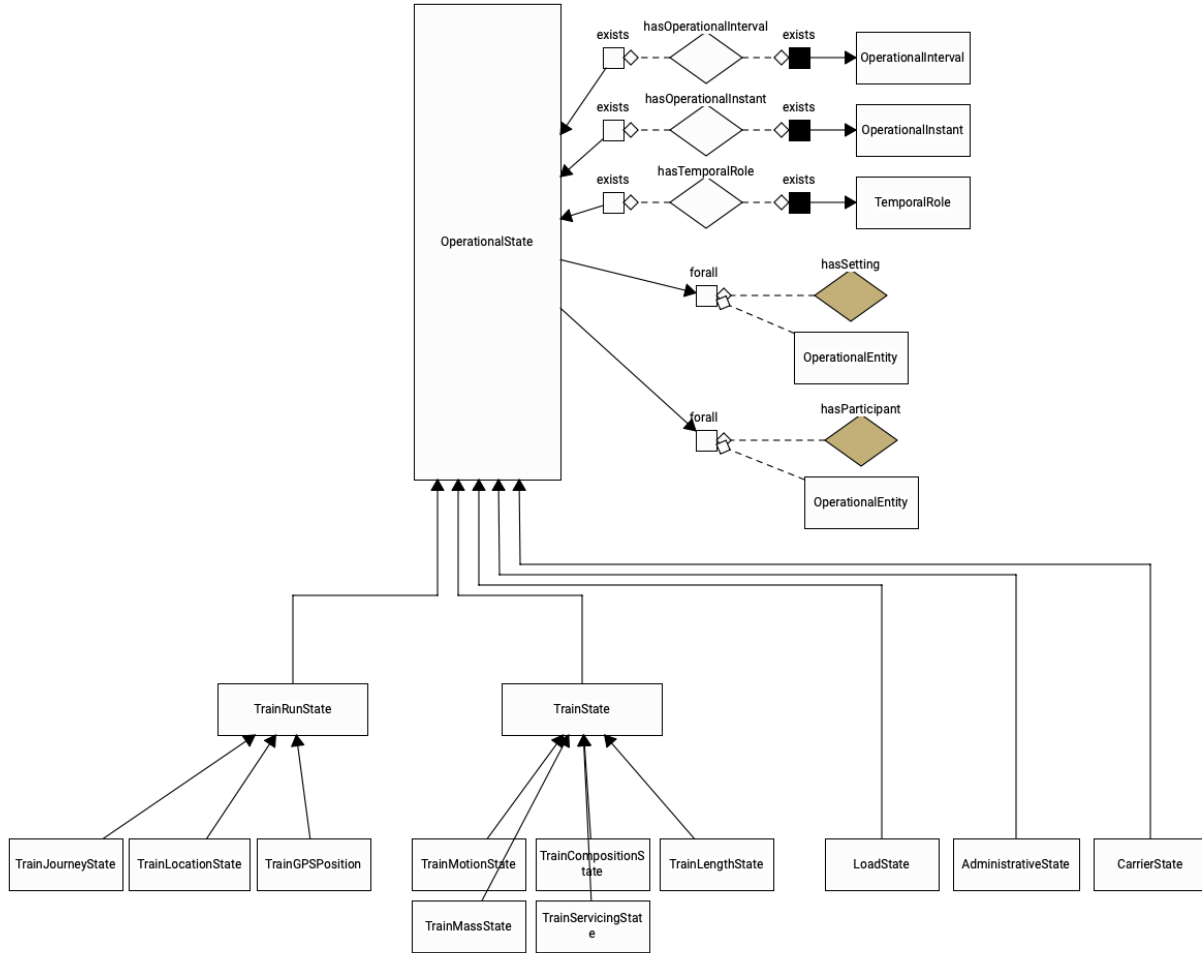 hasOperationalInterval
exists
exists
OperationalInterval
hasOperationalInstant
exists
exists
OperationalInstant
hasTemporalRole
exists
exists
TemporalRole
OperationalState
hasSetting
forall
OperationalEntity
hasParticipant
forall
OperationalEntity
TrainRunState
TrainState
TrainJourneyState
TrainLocationState
TrainGPSPosition
TrainMotionState
TrainCompositionS
tate
TrainLengthState
LoadState
AdministrativeState
CarrierState
TrainMassState
TrainServicingStat
e